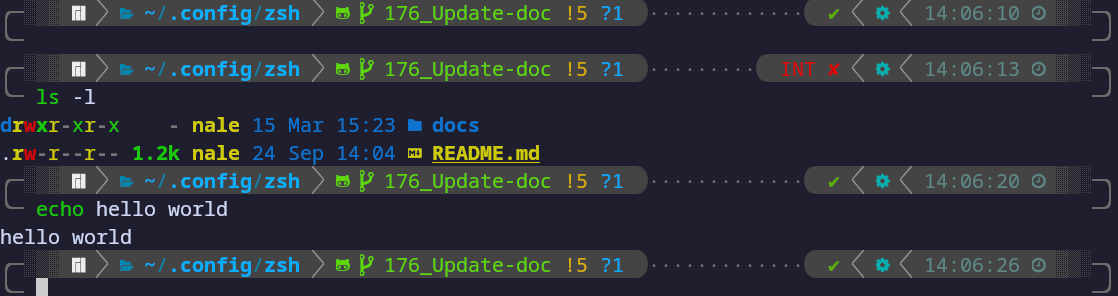 ~/.config/zsh 176_Update-doc !5 ?1 ✔ 14:06:10
~/.config/zsh 176_Update-doc !5 ?1 INT ✘ 14:06:13
ls -l
drwxr-xr-x - nale 15 Mar 15:23 docs
.rw-r--r-- 1.2k nale 24 Sep 14:04 README.md
~/.config/zsh 176_Update-doc !5 ?1 ✔ 14:06:20
echo hello world
hello world
~/.config/zsh 176_Update-doc !5 ?1 ✔ 14:06:26